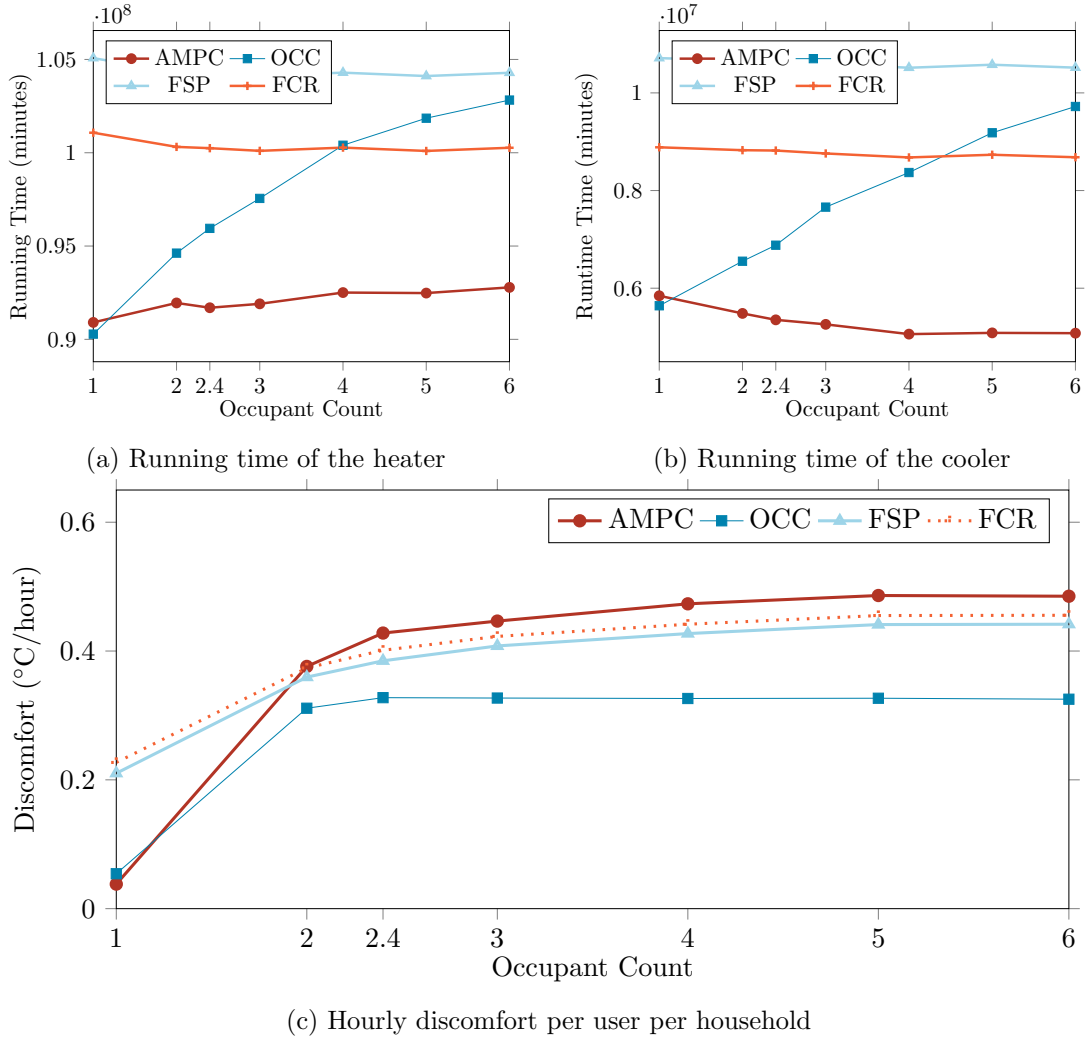 ·10⁸
1.05
1
0.95
0.9
Running Time (minutes)
AMPC OCC
FSP FCR
1 2 2.4 3 4 5 6
Occupant Count
(a) Running time of the heater
·10⁷
1
0.8
0.6
Runtime Time (minutes)
AMPC OCC
FSP FCR
1 2 2.4 3 4 5 6
Occupant Count
(b) Running time of the cooler
0.6
0.4
0.2
0
Discomfort (°C/hour)
AMPC OCC FSP FCR
1 2 2.4 3 4 5 6
Occupant Count
(c) Hourly discomfort per user per household